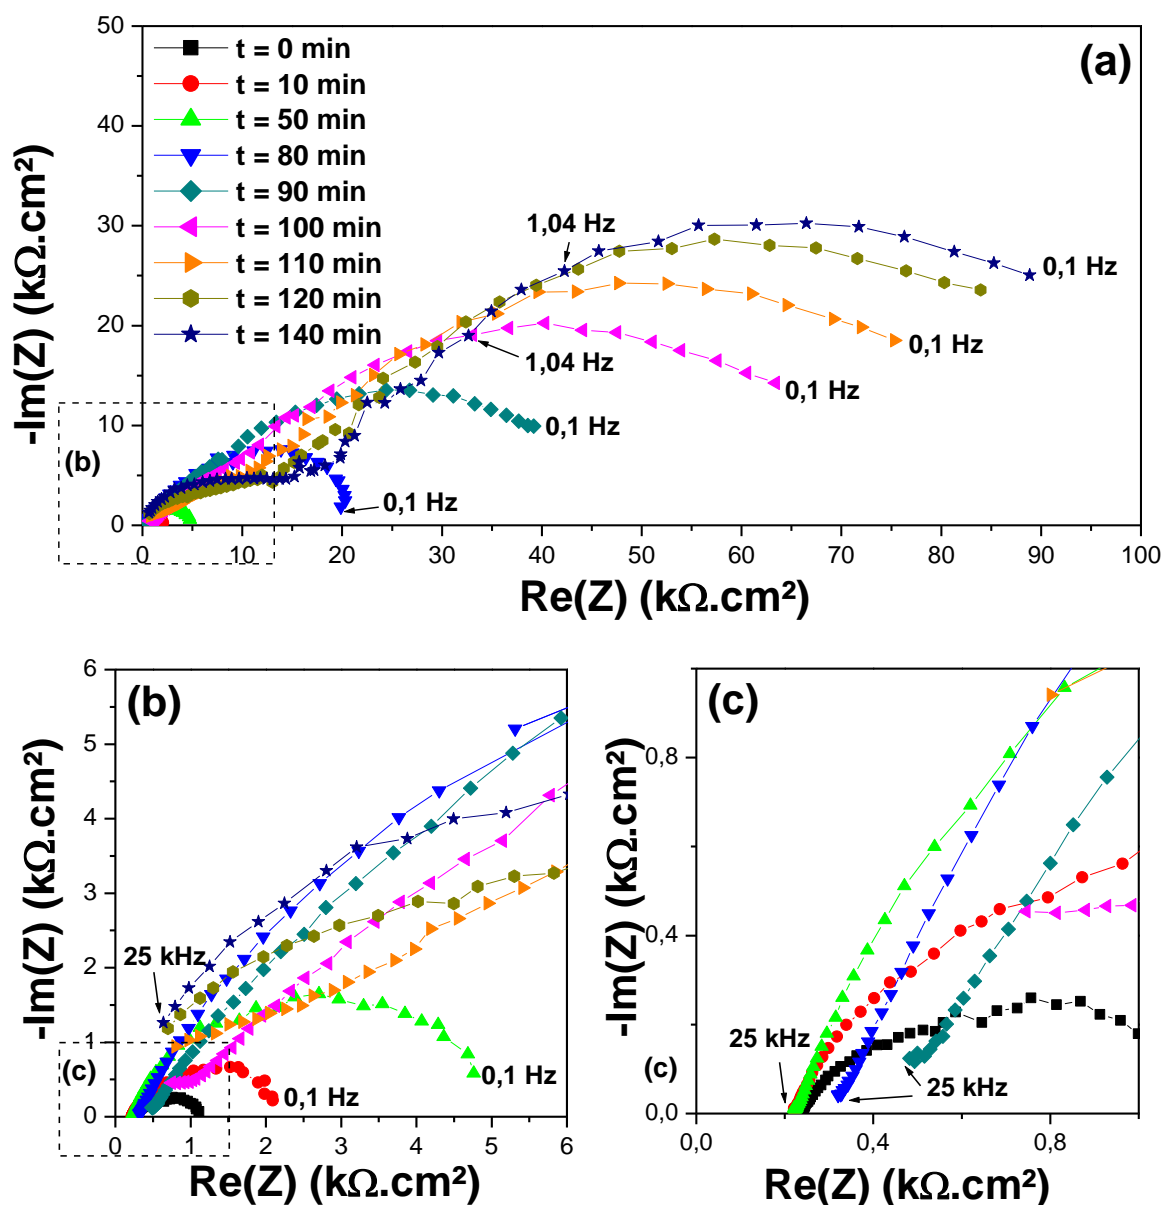 50
40
30
20
10
0
-Im(Z) (kΩ.cm²)
t = 0 min
t = 10 min
t = 50 min
t = 80 min
t = 90 min
t = 100 min
t = 110 min
t = 120 min
t = 140 min
(a)
1,04 Hz
0,1 Hz
1,04 Hz
0,1 Hz
0,1 Hz
0,1 Hz
0,1 Hz
(b)
0 10 20 30 40 50 60 70 80 90 100
Re(Z) (kΩ.cm²)
6
5
4
3
2
1
0
-Im(Z) (kΩ.cm²)
(b)
25 kHz
0,1 Hz
0,1 Hz
(c)
0 1 2 3 4 5 6
Re(Z) (kΩ.cm²)
0,8
0,4
0,0
-Im(Z) (kΩ.cm²)
(c)
25 kHz
25 kHz
(c)
0,0 0,4 0,8
Re(Z) (kΩ.cm²)